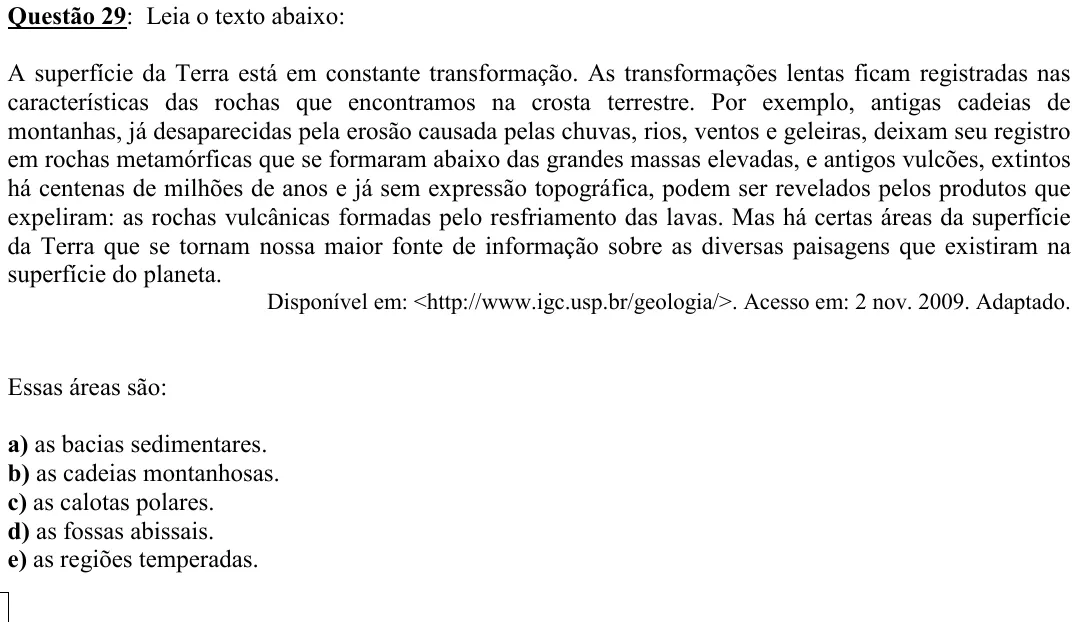 Questão 29: Leia o texto abaixo:
A superfície da Terra está em constante transformação. As transformações lentas ficam registradas nas
características das rochas que encontramos na crosta terrestre. Por exemplo, antigas cadeias de
montanhas, já desaparecidas pela erosão causada pelas chuvas, rios, ventos e geleiras, deixam seu registro
em rochas metamórficas que se formaram abaixo das grandes massas elevadas, e antigos vulcões, extintos
há centenas de milhões de anos e já sem expressão topográfica, podem ser revelados pelos produtos que
expeliram: as rochas vulcânicas formadas pelo resfriamento das lavas. Mas há certas áreas da superfície
da Terra que se tornam nossa maior fonte de informação sobre as diversas paisagens que existiram na
superfície do planeta.
Disponível em: <http://www.igc.usp.br/geologia/>. Acesso em: 2 nov. 2009. Adaptado.
Essas áreas são:
a) as bacias sedimentares.
b) as cadeias montanhosas.
c) as calotas polares.
d) as fossas abissais.
e) as regiões temperadas.